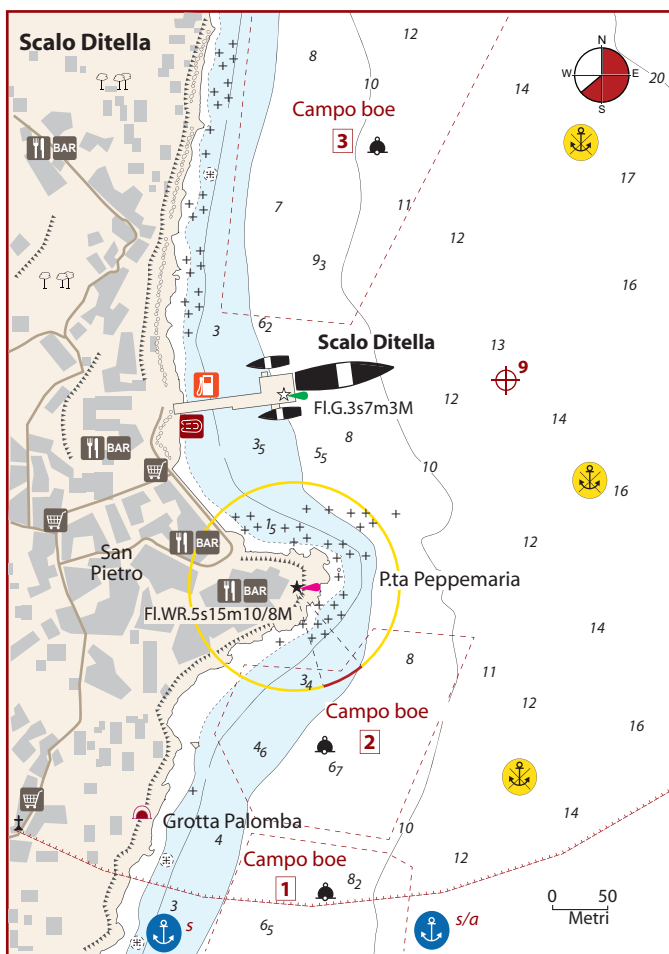 Scalo Ditella
12
N
8
W
E
S
10
20
14
Campo boe
3
BAR
17
7
11
12
9₃
16
3
6₂
13
Scalo Ditella
9
Fl.G.3s7m3M
12
14
3₅
8
5₅
BAR
10
16
1₅
BAR
12
San
Pietro
P.ta Peppemaria
BAR
Fl.WR.5s15m10/8M
14
8
11
3₄
12
Campo boe
16
2
4₆
6₇
Grotta Palomba
14
4
10
12
Campo boe
1
8₂
3
0 50
Metri
s
6₅
s/a